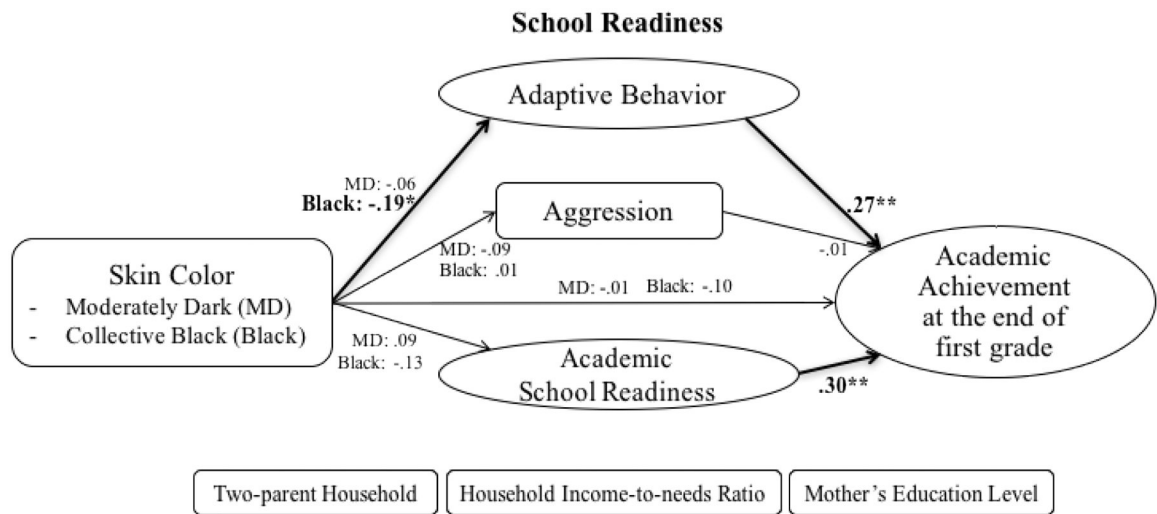 School Readiness
Adaptive Behavior
MD: -.06
Black: -.19*
Aggression
.27**
MD: -.09
Black: .01
-.01
Skin Color
- Moderately Dark (MD)
- Collective Black (Black)
MD: -.01 Black: -.10
Academic
Achievement
at the end of
first grade
MD: .09
Black: -.13
Academic
School Readiness
.30**
Two-parent Household
Household Income-to-needs Ratio
Mother's Education Level